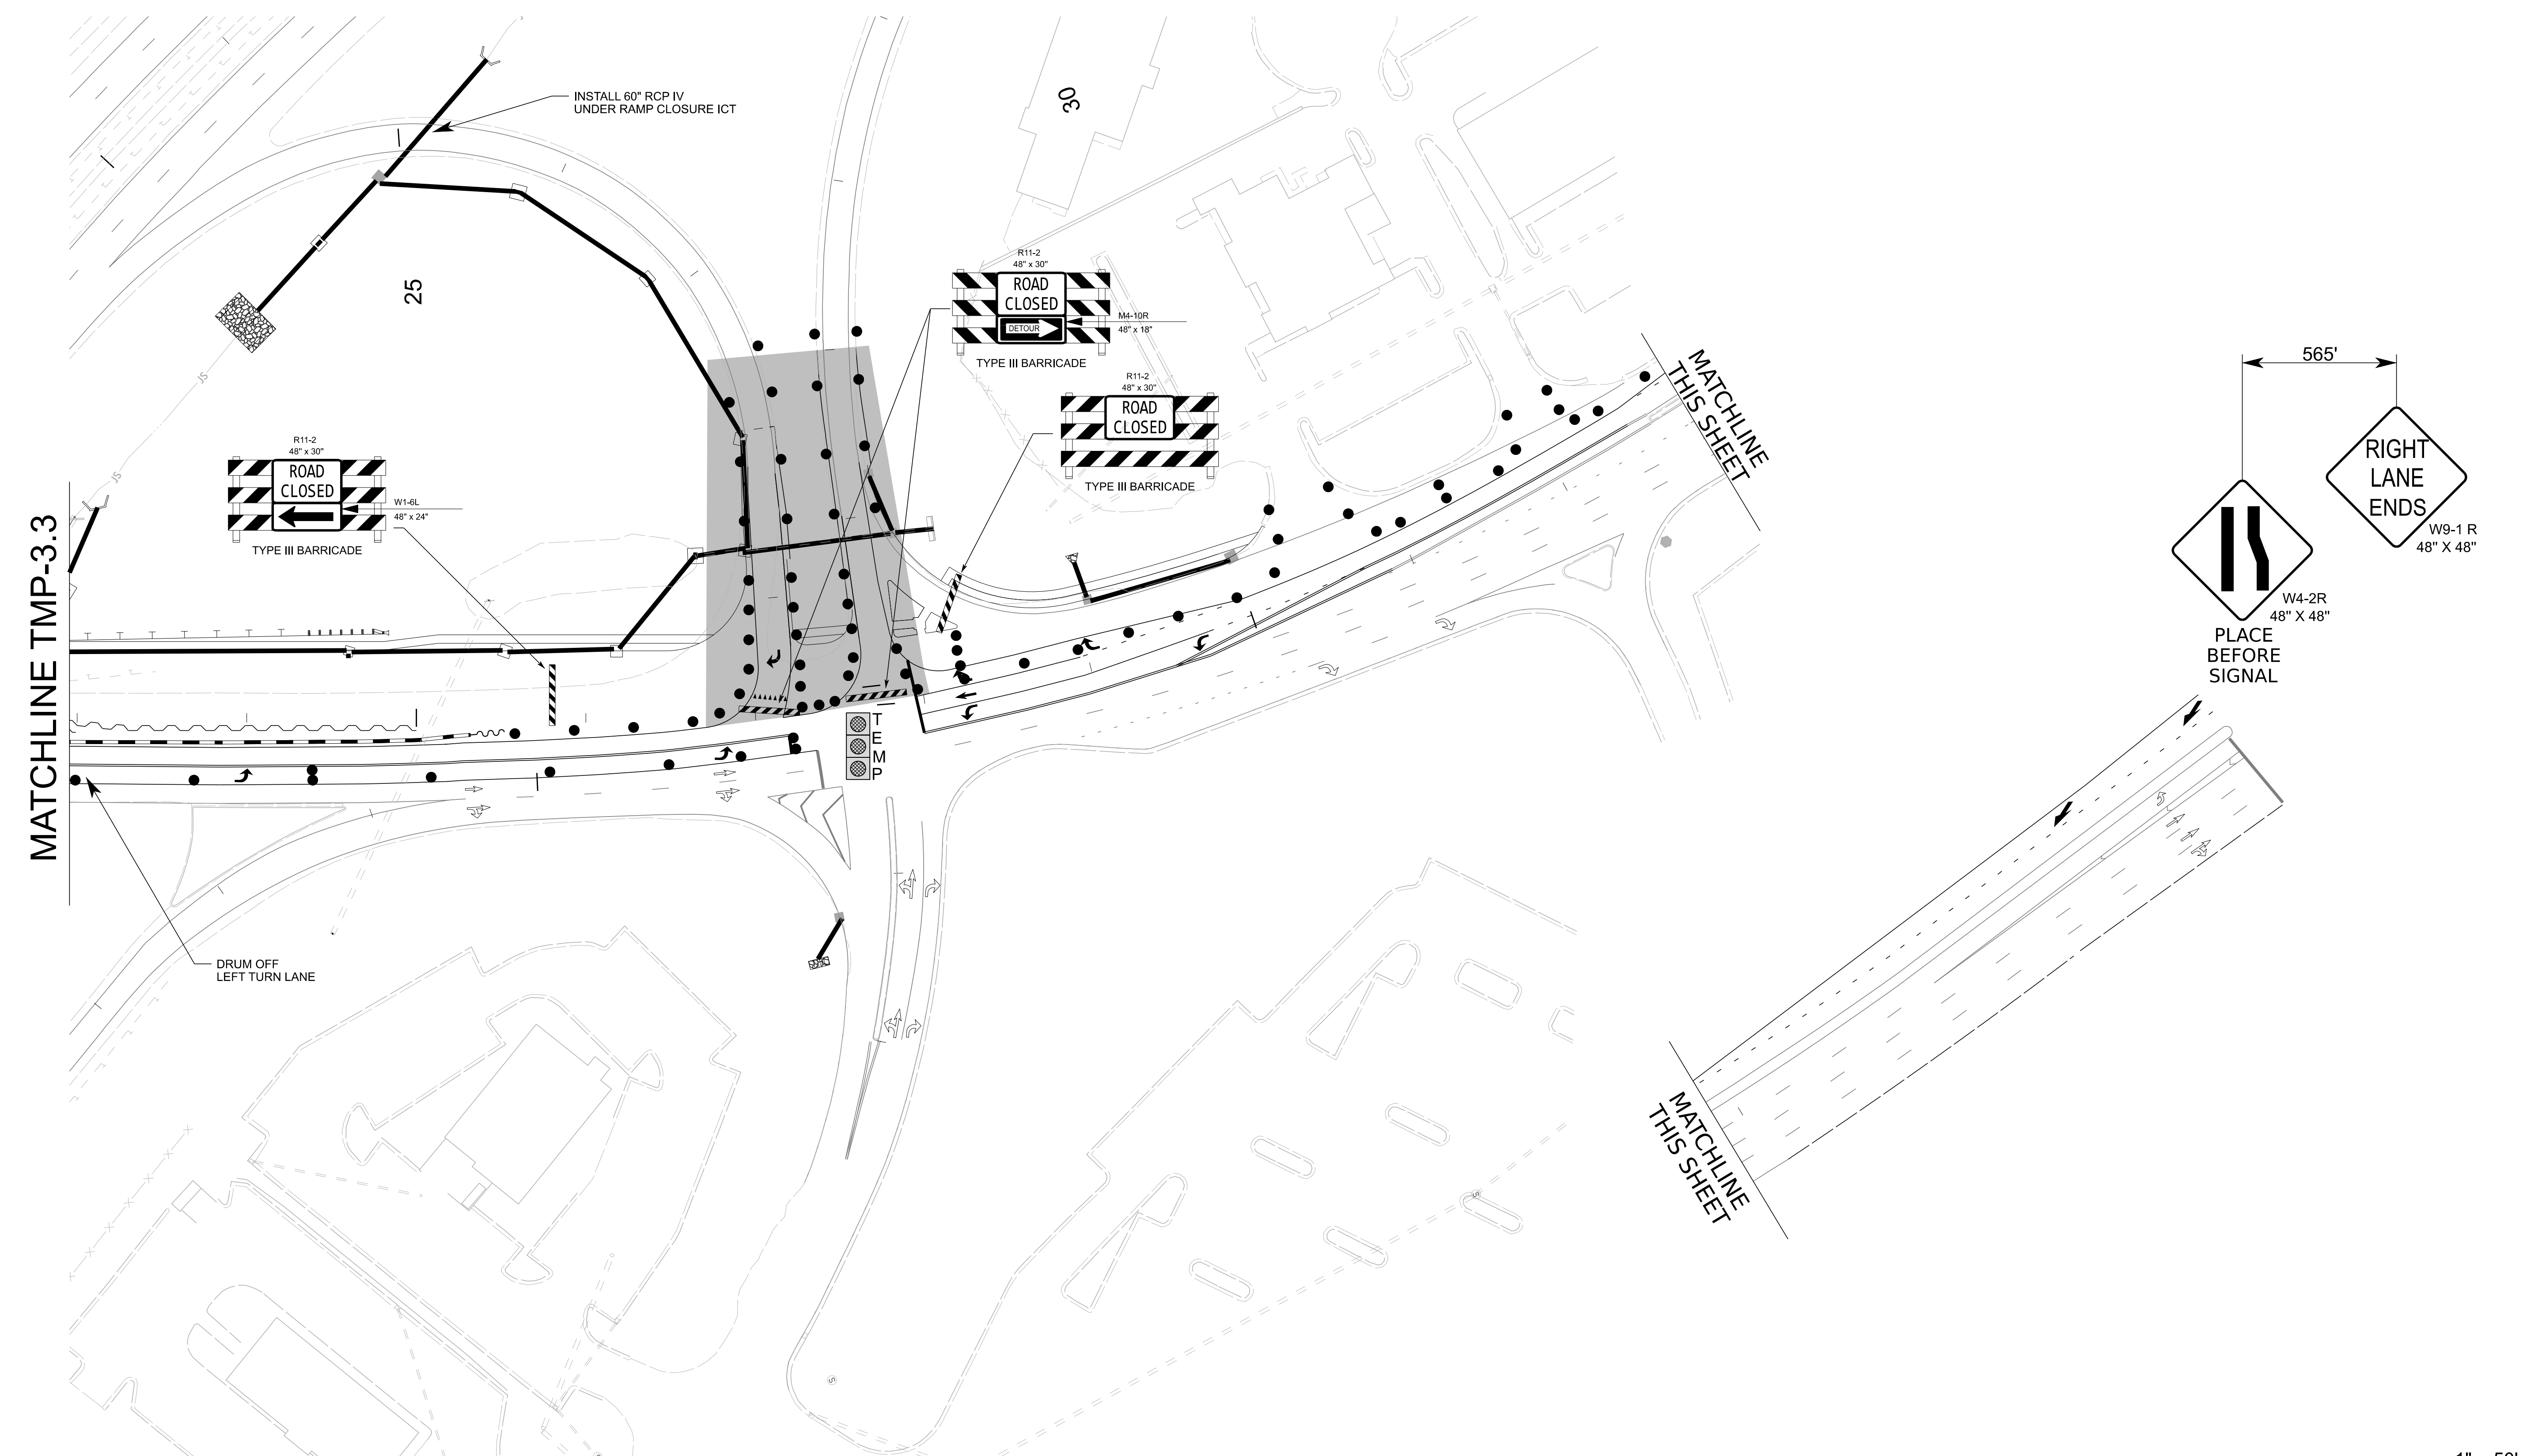 INSTALL 60" RCP IV
UNDER RAMP CLOSURE ICT
30
25
R11-2
48" x 30"
ROAD
CLOSED
DETOUR
M4-10R
48" x 18"
TYPE III BARRICADE
R11-2
48" x 30"
ROAD
CLOSED
TYPE III BARRICADE
R11-2
48" x 30"
ROAD
CLOSED
W1-6L
48" x 24"
TYPE III BARRICADE
JS
JS
MATCHLINE TMP-3.3
MATCHLINE
THIS SHEET
565'
RIGHT
LANE
ENDS
W9-1 R
48" X 48"
W4-2R
48" X 48"
PLACE
BEFORE
SIGNAL
T
E
M
P
DRUM OFF
LEFT TURN LANE
MATCHLINE
THIS SHEET
S
S